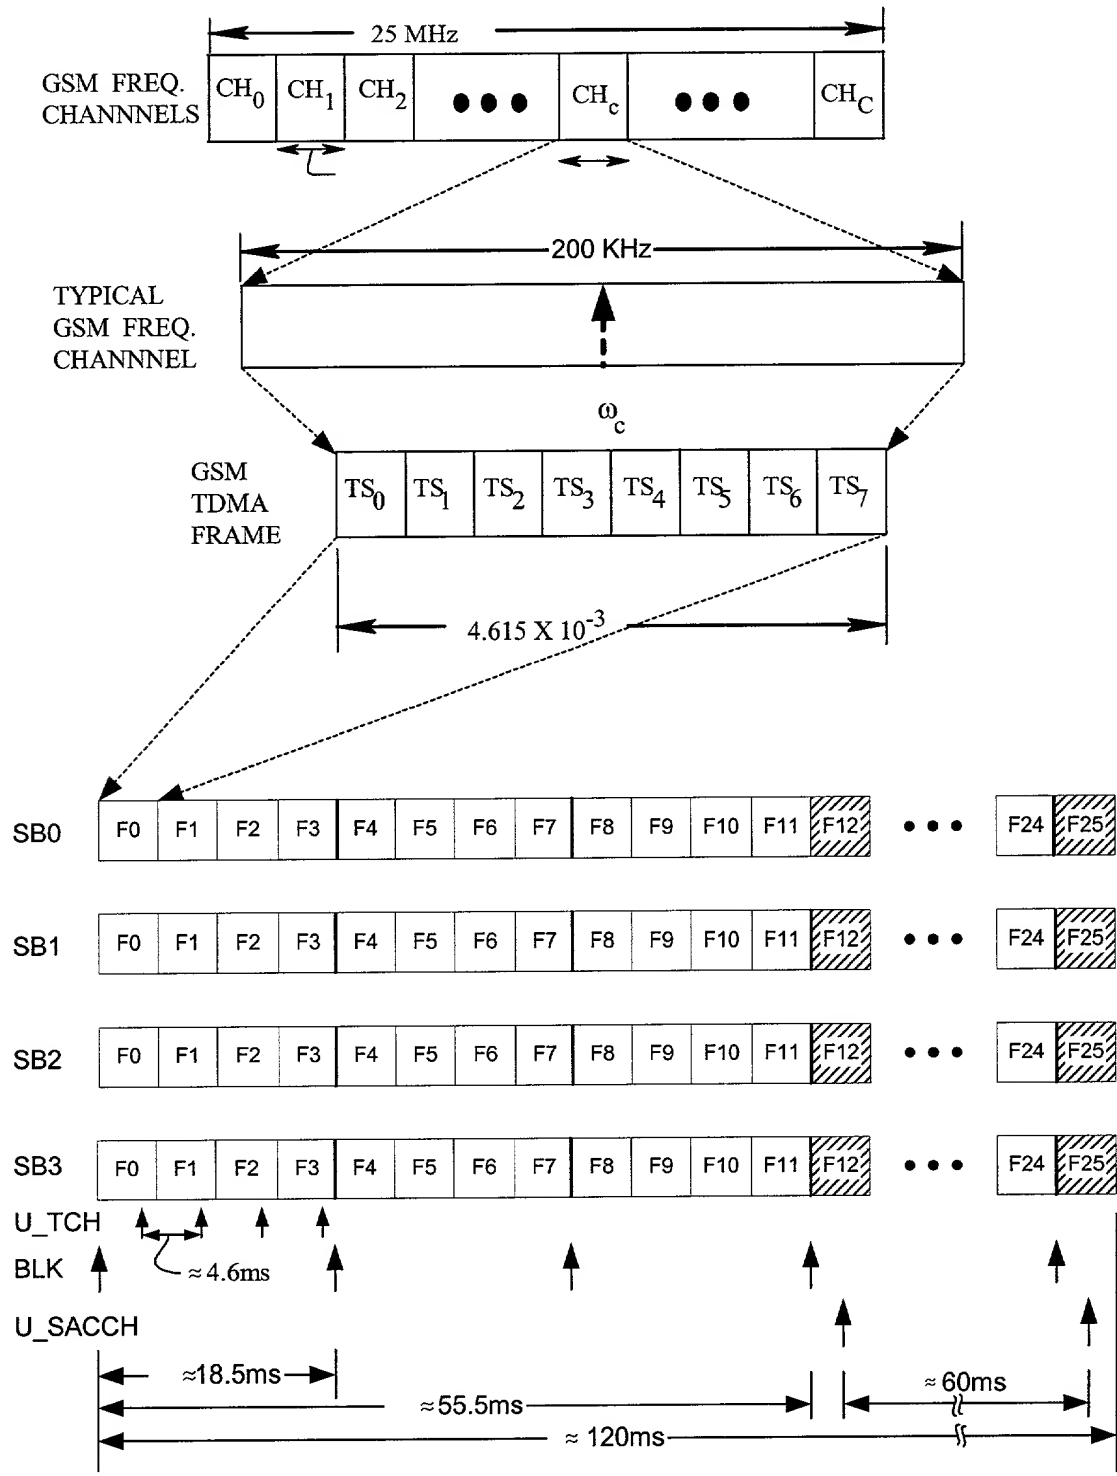 25 MHz
GSM FREQ.
CHANNNELS
CH0 CH1 CH2 ●●● CHc ●●● CHC
200 KHz
TYPICAL
GSM FREQ.
CHANNNEL
ωc
GSM
TDMA
FRAME
TS0 TS1 TS2 TS3 TS4 TS5 TS6 TS7
4.615 X 10-3
SB0 F0 F1 F2 F3 F4 F5 F6 F7 F8 F9 F10 F11 F12 ●●● F24 F25
SB1 F0 F1 F2 F3 F4 F5 F6 F7 F8 F9 F10 F11 F12 ●●● F24 F25
SB2 F0 F1 F2 F3 F4 F5 F6 F7 F8 F9 F10 F11 F12 ●●● F24 F25
SB3 F0 F1 F2 F3 F4 F5 F6 F7 F8 F9 F10 F11 F12 ●●● F24 F25
U_TCH
BLK ≈ 4.6ms
U_SACCH
≈18.5ms
≈ 60ms
≈ 55.5ms
≈ 120ms